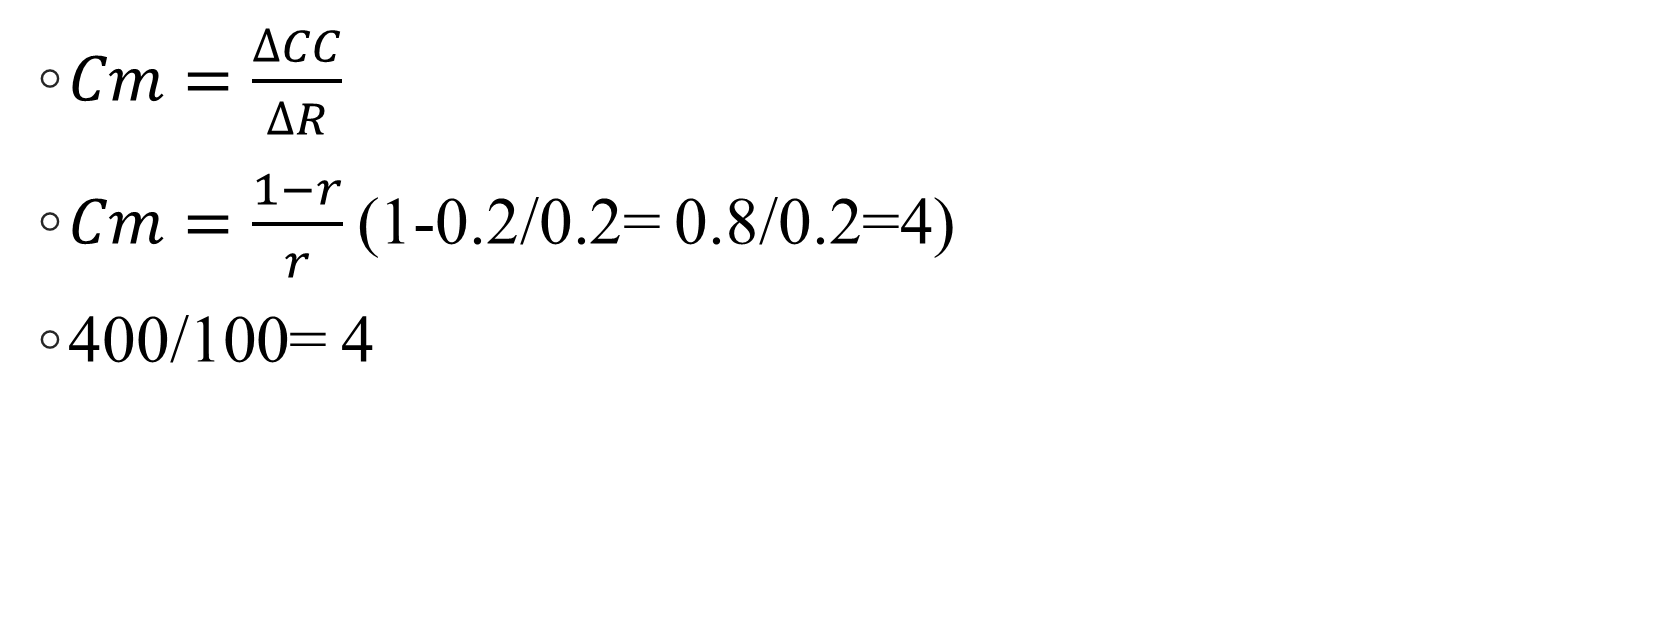 ◦ Cm = ΔCC/ΔR
◦ Cm = 1−r/r (1-0.2/0.2= 0.8/0.2=4)
◦ 400/100= 4